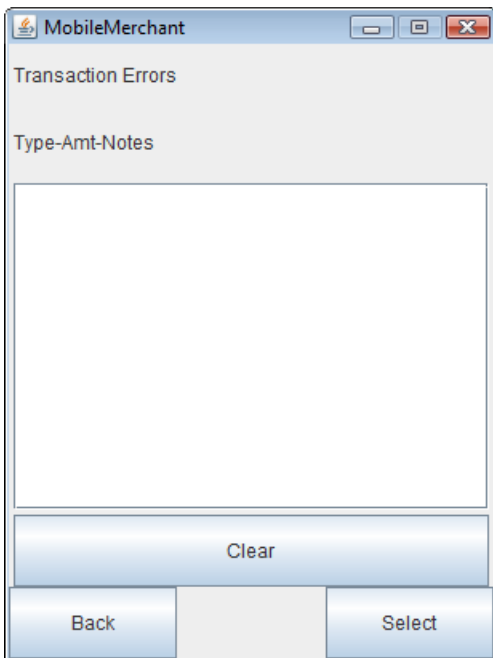 MobileMerchant
Transaction Errors
Type-Amt-Notes
Clear
Back
Select